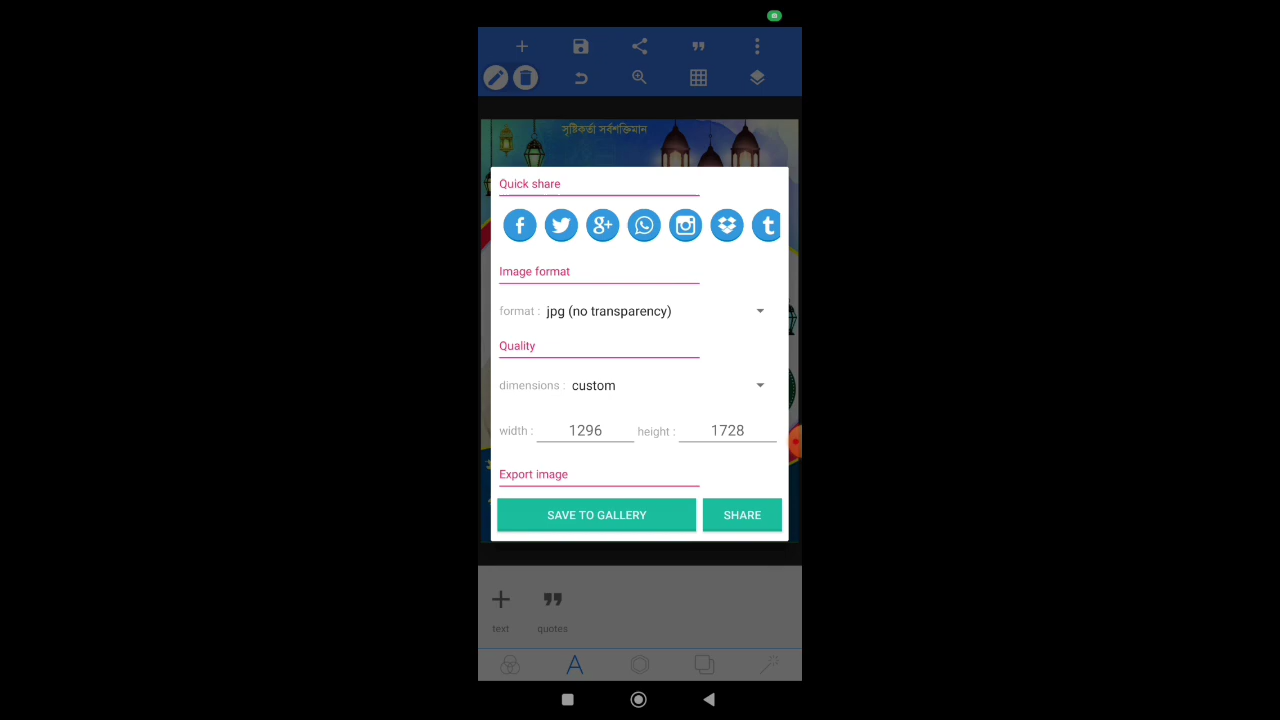 সৃষ্টিকর্তা সর্বশক্তিমান
Quick share
Image format
format : jpg (no transparency)
Quality
dimensions : custom
width : 1296 height : 1728
Export image
SAVE TO GALLERY SHARE
text quotes